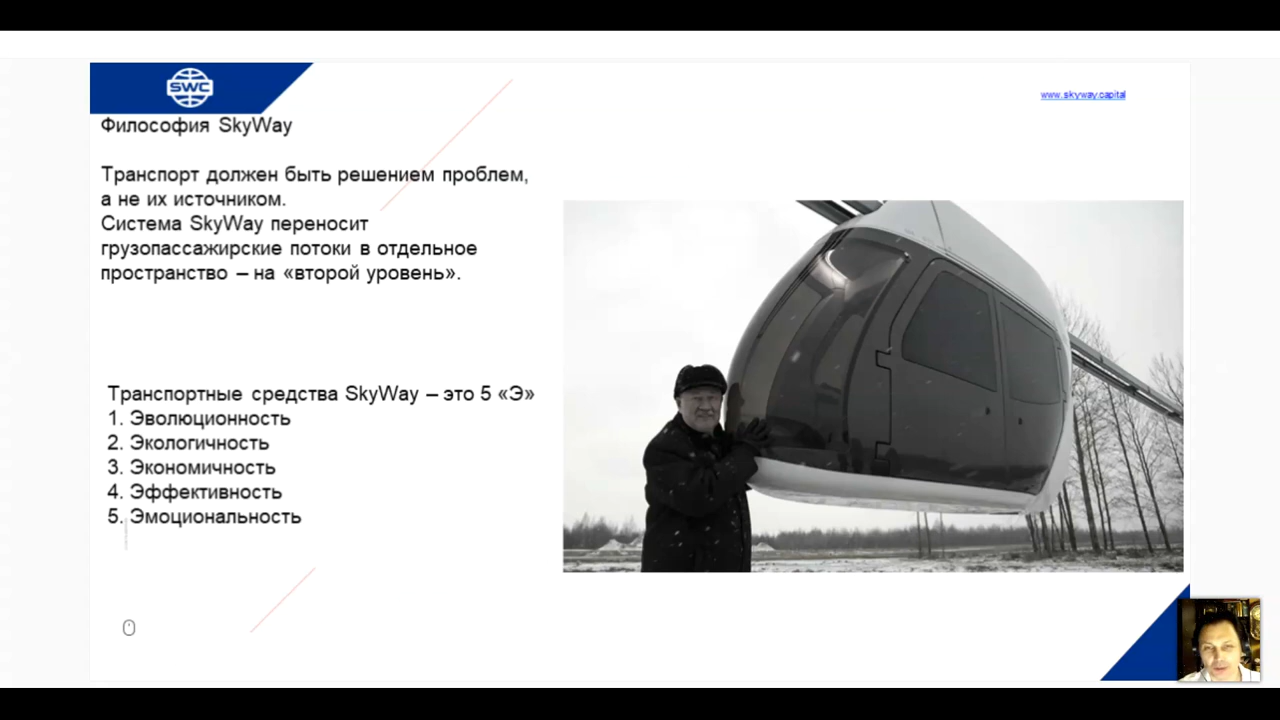 SWC
www.skyway.capital
Философия SkyWay
Транспорт должен быть решением проблем,
а не их источником.
Система SkyWay переносит
грузопассажирские потоки в отдельное
пространство – на «второй уровень».
Транспортные средства SkyWay – это 5 «Э»
1. Эволюционность
2. Экологичность
3. Экономичность
4. Эффективность
5. Эмоциональность